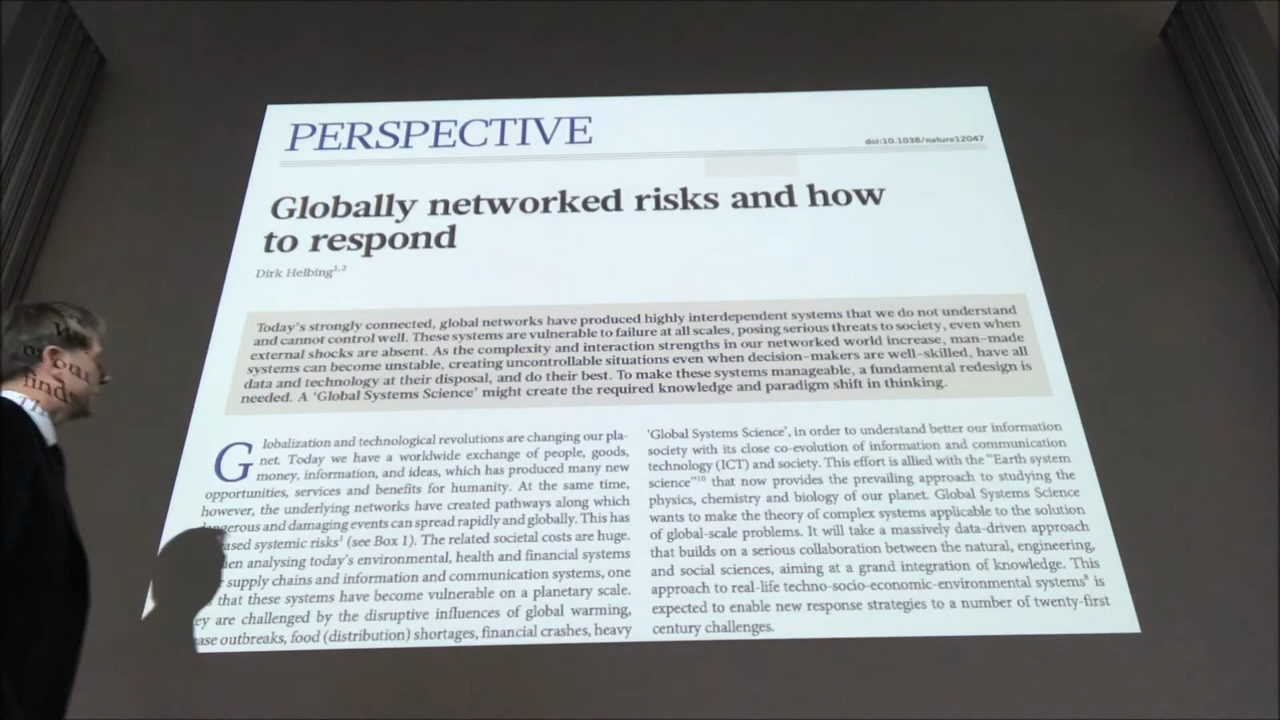 PERSPECTIVE
doi:10.1038/nature12047
Globally networked risks and how
to respond
Dirk Helbing1,2
Today's strongly connected, global networks have produced highly interdependent systems that we do not understand
and cannot control well. These systems are vulnerable to failure at all scales, posing serious threats to society, even when
external shocks are absent. As the complexity and interaction strengths in our networked world increase, man-made
systems can become unstable, creating uncontrollable situations even when decision-makers are well-skilled, have all
data and technology at their disposal, and do their best. To make these systems manageable, a fundamental redesign is
needed. A 'Global Systems Science' might create the required knowledge and paradigm shift in thinking.
Globalization and technological revolutions are changing our pla-
net. Today we have a worldwide exchange of people, goods,
money, information, and ideas, which has produced many new
opportunities, services and benefits for humanity. At the same time,
however, the underlying networks have created pathways along which
dangerous and damaging events can spread rapidly and globally. This has
systemic risks1 (see Box 1). The related societal costs are huge.
analysing today's environmental, health and financial systems
supply chains and information and communication systems, one
that these systems have become vulnerable on a planetary scale.
are challenged by the disruptive influences of global warming,
outbreaks, food (distribution) shortages, financial crashes, heavy
'Global Systems Science', in order to understand better our information
society with its close co-evolution of information and communication
technology (ICT) and society. This effort is allied with the "Earth system
science"10 that now provides the prevailing approach to studying the
physics, chemistry and biology of our planet. Global Systems Science
wants to make the theory of complex systems applicable to the solution
of global-scale problems. It will take a massively data-driven approach
that builds on a serious collaboration between the natural, engineering,
and social sciences, aiming at a grand integration of knowledge. This
approach to real-life techno-socio-economic-environmental systems8 is
expected to enable new response strategies to a number of twenty-first
century challenges.